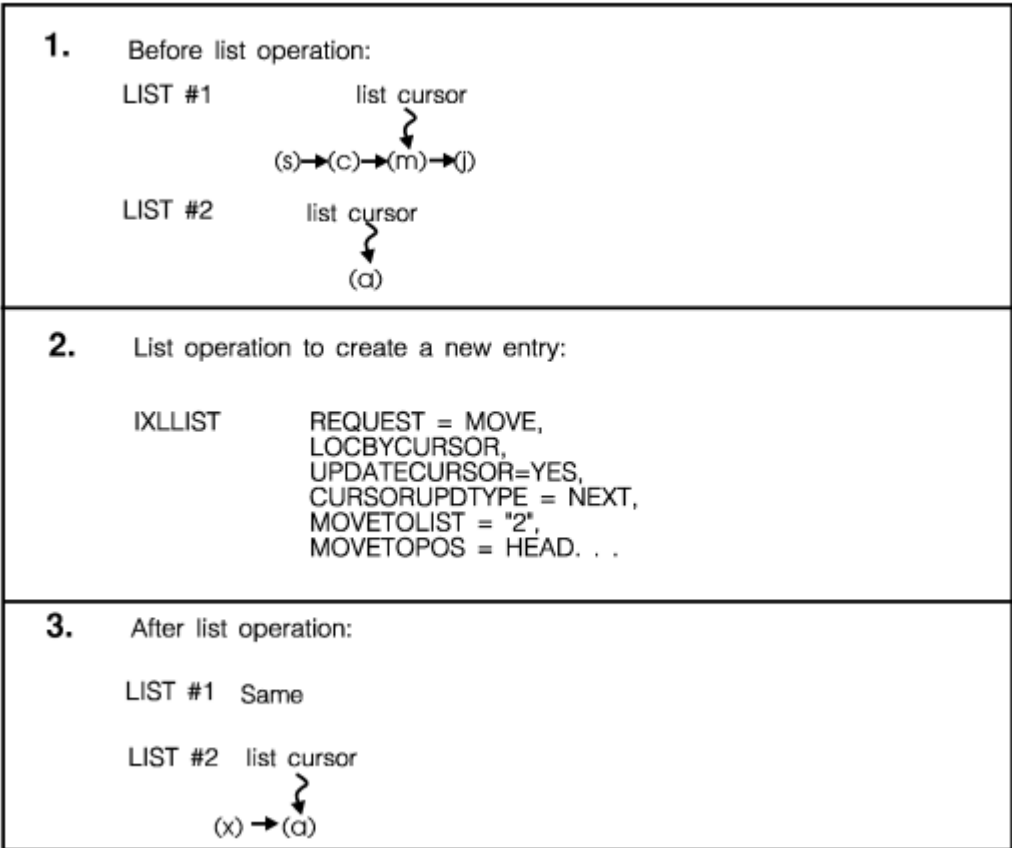 1. Before list operation:
LIST #1 list cursor
(s)→(c)→(m)→(j)
LIST #2 list cursor
(a)
2. List operation to create a new entry:
IXLLIST REQUEST = MOVE,
LOCBYCURSOR,
UPDATECURSOR=YES,
CURSORUPDTYPE = NEXT,
MOVETOLIST = "2",
MOVETOPOS = HEAD. . .
3. After list operation:
LIST #1 Same
LIST #2 list cursor
(x) →(a)